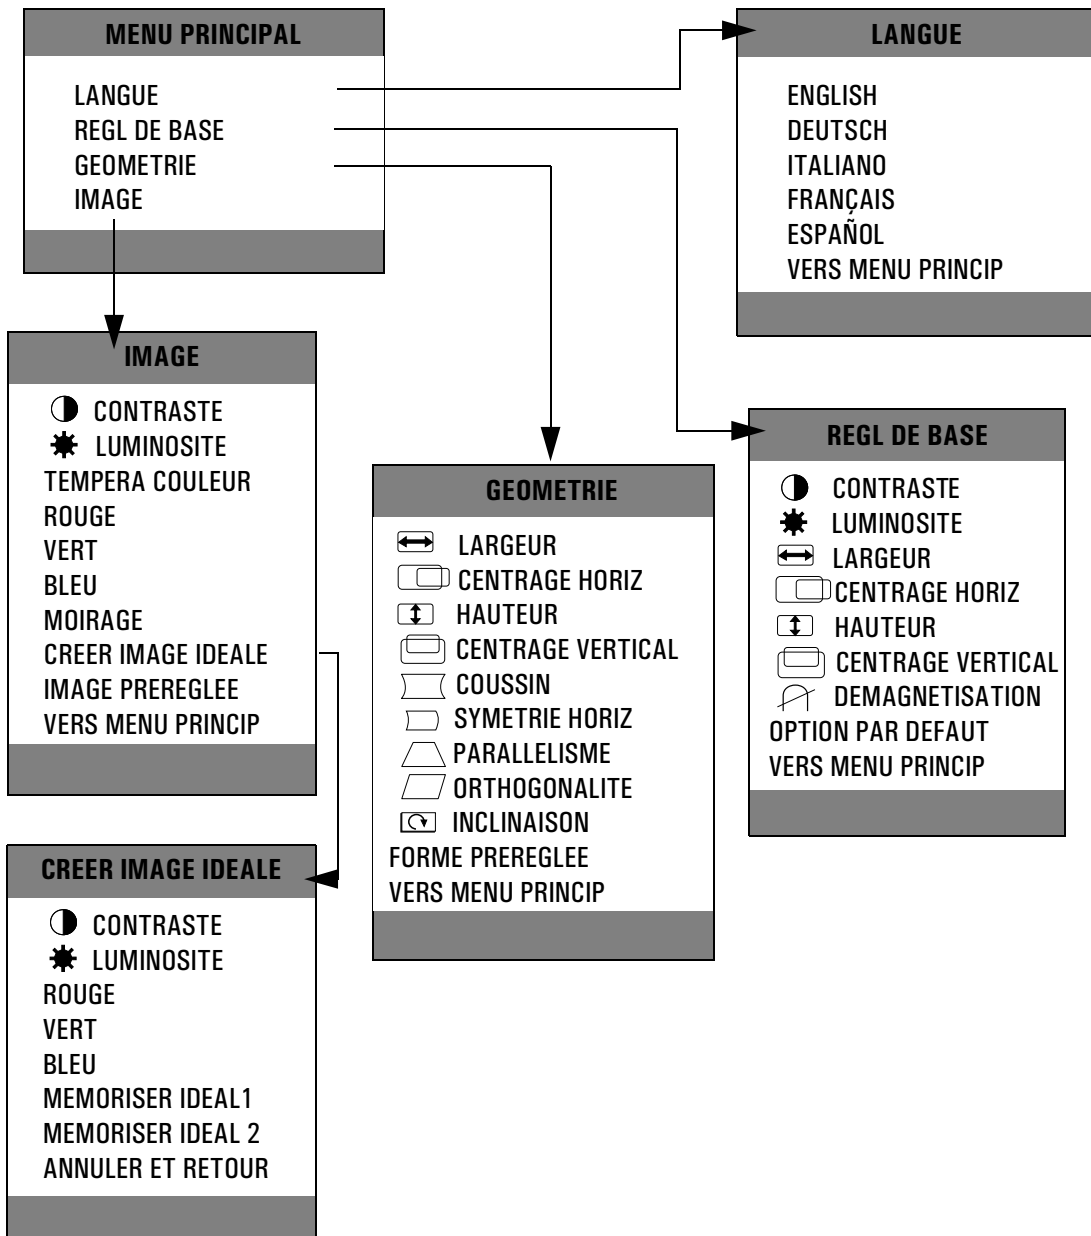 MENU PRINCIPAL
LANGUE
REGL DE BASE
GEOMETRIE
IMAGE
LANGUE
ENGLISH
DEUTSCH
ITALIANO
FRANÇAIS
ESPAÑOL
VERS MENU PRINCIP
IMAGE
CONTRASTE
LUMINOSITE
TEMPERA COULEUR
ROUGE
VERT
BLEU
MOIRAGE
CREER IMAGE IDEALE
IMAGE PREREGLEE
VERS MENU PRINCIP
GEOMETRIE
LARGEUR
CENTRAGE HORIZ
HAUTEUR
CENTRAGE VERTICAL
COUSSIN
SYMETRIE HORIZ
PARALLELISME
ORTHOGONALITE
INCLINAISON
FORME PREREGLEE
VERS MENU PRINCIP
REGL DE BASE
CONTRASTE
LUMINOSITE
LARGEUR
CENTRAGE HORIZ
HAUTEUR
CENTRAGE VERTICAL
DEMAGNETISATION
OPTION PAR DEFAUT
VERS MENU PRINCIP
CREER IMAGE IDEALE
CONTRASTE
LUMINOSITE
ROUGE
VERT
BLEU
MEMORISER IDEAL1
MEMORISER IDEAL 2
ANNULER ET RETOUR